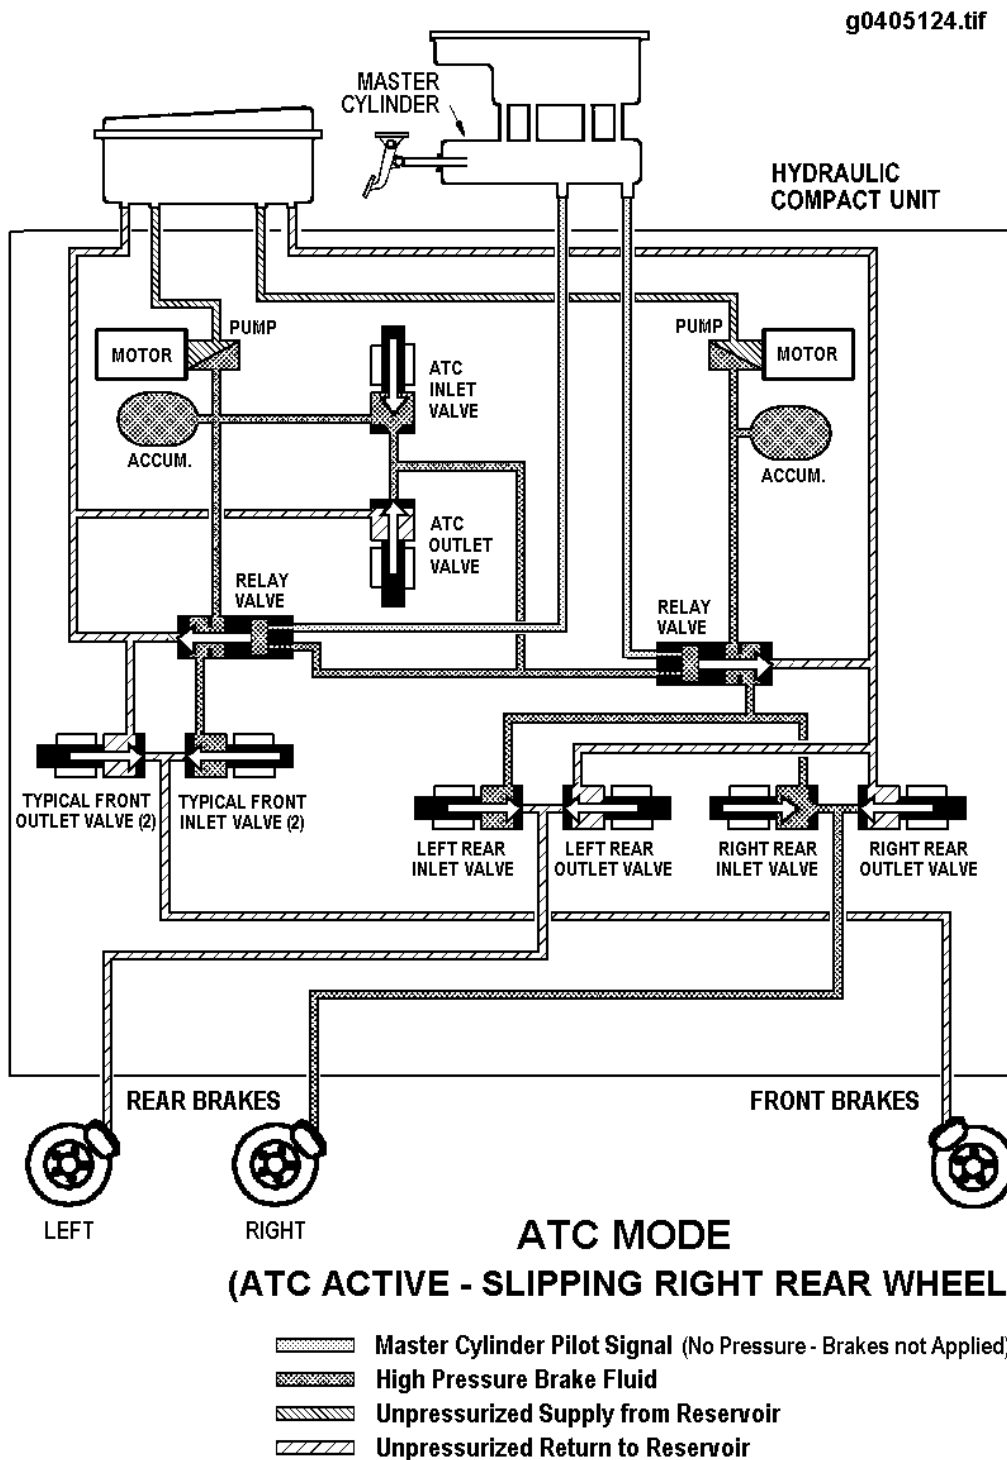 g0405124.tif
MASTER
CYLINDER
HYDRAULIC
COMPACT UNIT
PUMP
MOTOR
ATC
INLET
VALVE
PUMP
MOTOR
ACCUM.
ACCUM.
ATC
OUTLET
VALVE
RELAY
VALVE
RELAY
VALVE
TYPICAL FRONT
OUTLET VALVE (2)
TYPICAL FRONT
INLET VALVE (2)
LEFT REAR
INLET VALVE
LEFT REAR
OUTLET VALVE
RIGHT REAR
INLET VALVE
RIGHT REAR
OUTLET VALVE
REAR BRAKES
FRONT BRAKES
LEFT
RIGHT
ATC MODE
(ATC ACTIVE - SLIPPING RIGHT REAR WHEEL
Master Cylinder Pilot Signal (No Pressure - Brakes not Applied)
High Pressure Brake Fluid
Unpressurized Supply from Reservoir
Unpressurized Return to Reservoir